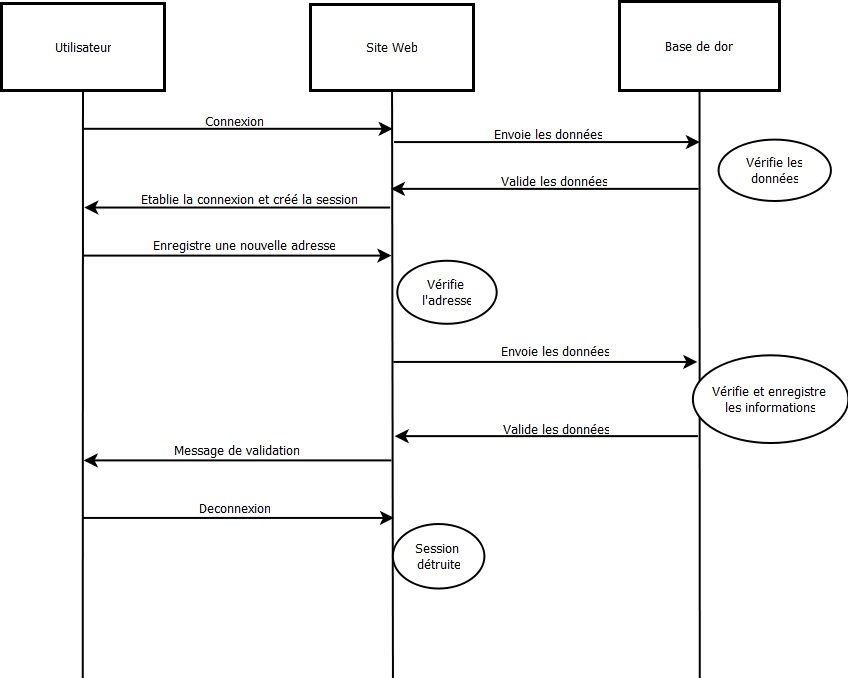 Utilisateur
Site Web
Base de dor
Connexion
Envoie les données
Vérifie les
données
Valide les données
Etablie la connexion et créé la session
Enregistre une nouvelle adresse
Vérifie
l'adresse
Envoie les données
Vérifie et enregistre
les informations
Valide les données
Message de validation
Deconnexion
Session
détruite